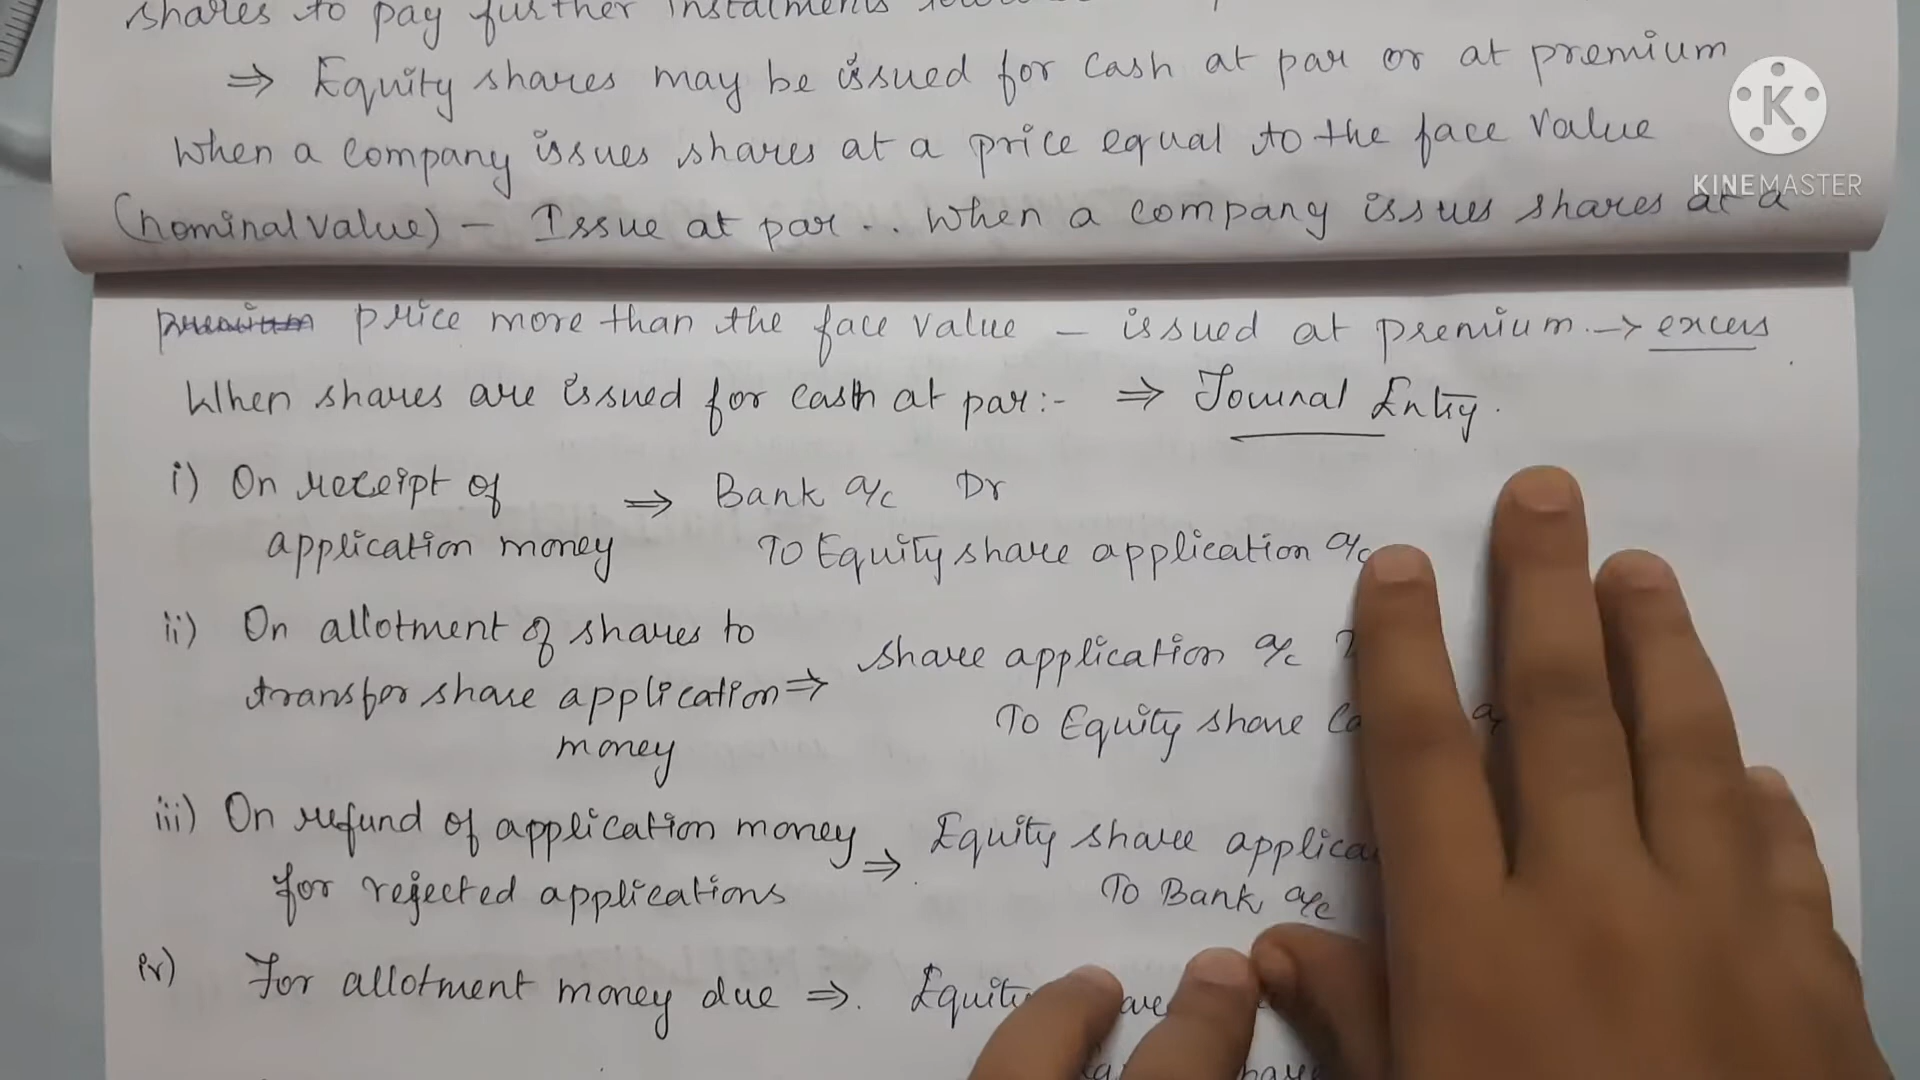 shares to pay further instalments
⇒ Equity shares may be issued for cash at par or at premium
When a company issues shares at a price equal to the face value
(nominal value) – Issue at par .. When a company issues shares at a
price more than the face value – issued at premium. → excess
When shares are issued for cash at par:- ⇒ Journal Entry.
i) On receipt of ⇒ Bank a/c Dr
application money To Equity share application a/c
ii) On allotment of shares to
transfer share application ⇒ share application a/c
money To Equity share
iii) On refund of application money ⇒ Equity share
for rejected applications To Bank a/c
iv) For allotment money due ⇒. Equity
KINEMASTER